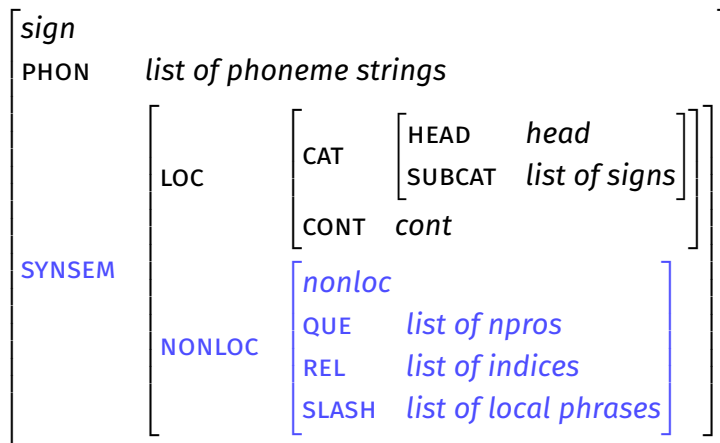 sign
PHON list of phoneme strings
HEAD head
CAT
SUBCAT list of signs
LOC
CONT cont
SYNSEM
nonloc
QUE list of npros
NONLOC
REL list of indices
SLASH list of local phrases